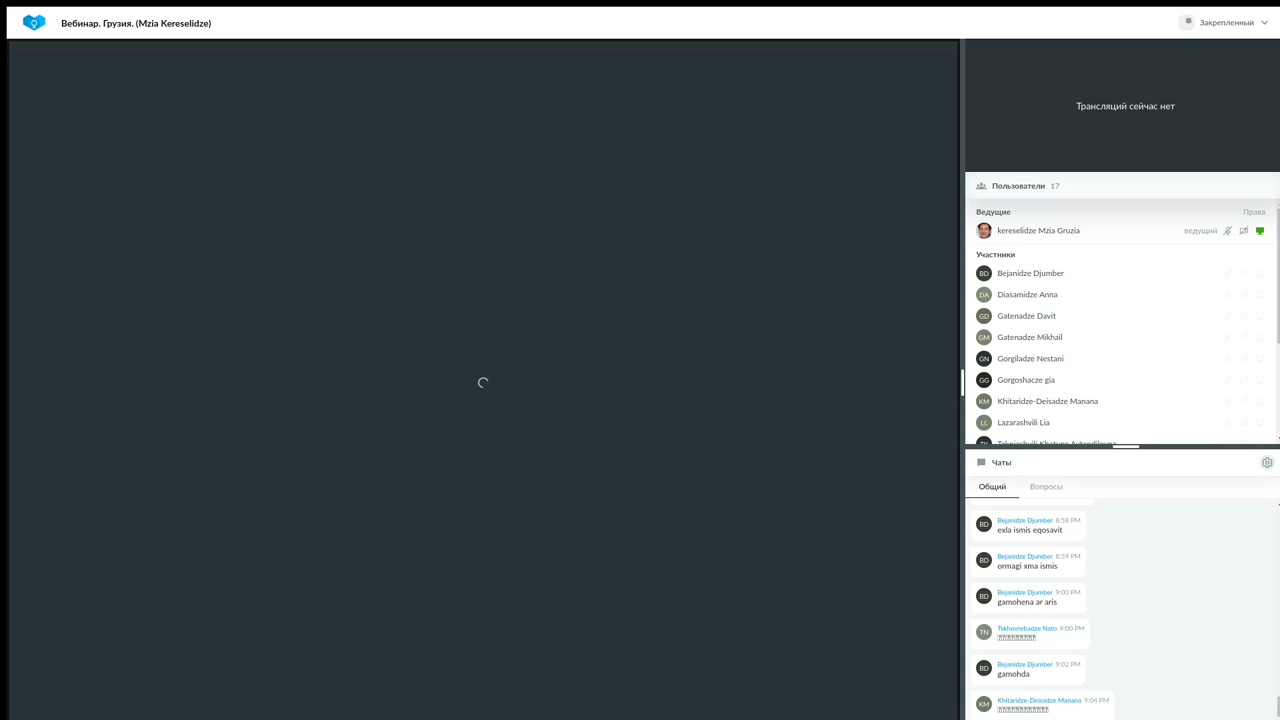 Вебинар. Грузия. (Mzia Kereselidze)
Закрепленный
Трансляций сейчас нет
Пользователи 17
Ведущие Права
kereselidze Mzia Gruzia ведущий
Участники
BD Bejanidze Djumber
DA Diasamidze Anna
GD Gatenadze Davit
GM Gatenadze Mikhail
GN Gorgiladze Nestani
GG Gorgoshacze gia
KM Khitaridze-Deisadze Manana
LL Lazarashvili Lia
Чаты
Общий Вопросы
BD Bejanidze Djumber 8:58 PM
exla ismis eqosavit
BD Bejanidze Djumber 8:59 PM
ormagi xma ismis
BD Bejanidze Djumber 9:00 PM
gamohena ar aris
TN Tskhovrebadze Nato 9:00 PM
BD Bejanidze Djumber 9:02 PM
gamohda
KM Khitaridze-Deisadze Manana 9:04 PM